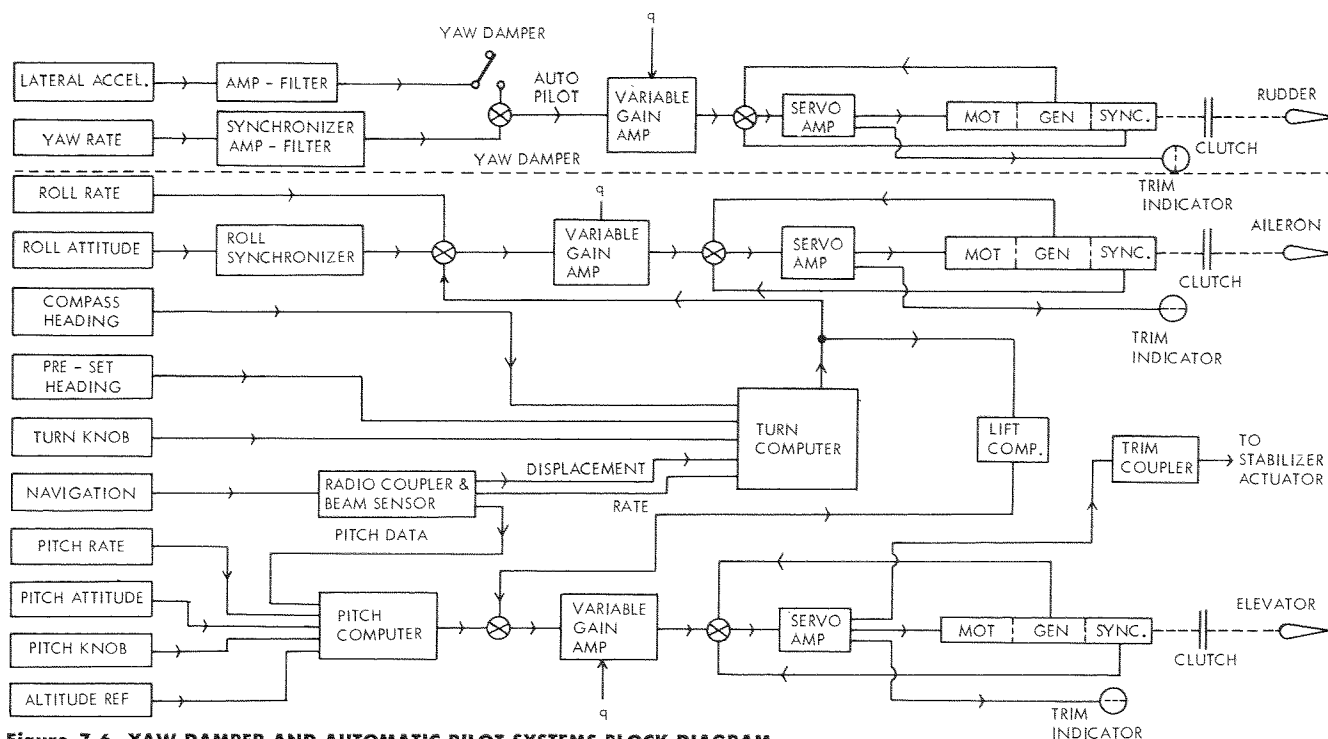 q
YAW DAMPER
LATERAL ACCEL.
AMP - FILTER
AUTO
PILOT
VARIABLE
GAIN
AMP
SERVO
AMP
MOT
GEN
SYNC.
RUDDER
CLUTCH
YAW RATE
SYNCHRONIZER
AMP - FILTER
YAW DAMPER
TRIM
INDICATOR
ROLL RATE
q
ROLL ATTITUDE
ROLL
SYNCHRONIZER
VARIABLE
GAIN
AMP
SERVO
AMP
MOT
GEN
SYNC.
AILERON
CLUTCH
TRIM
INDICATOR
COMPASS
HEADING
PRE - SET
HEADING
TURN KNOB
TURN
COMPUTER
LIFT
COMP.
TRIM
COUPLER
TO
STABILIZER
ACTUATOR
NAVIGATION
RADIO COUPLER &
BEAM SENSOR
DISPLACEMENT
RATE
PITCH DATA
PITCH RATE
PITCH ATTITUDE
PITCH KNOB
ALTITUDE REF
PITCH
COMPUTER
VARIABLE
GAIN
AMP
q
SERVO
AMP
MOT
GEN
SYNC.
ELEVATOR
CLUTCH
TRIM
INDICATOR
Figure 7-6. YAW DAMPER AND AUTOMATIC PILOT SYSTEMS BLOCK DIAGRAM